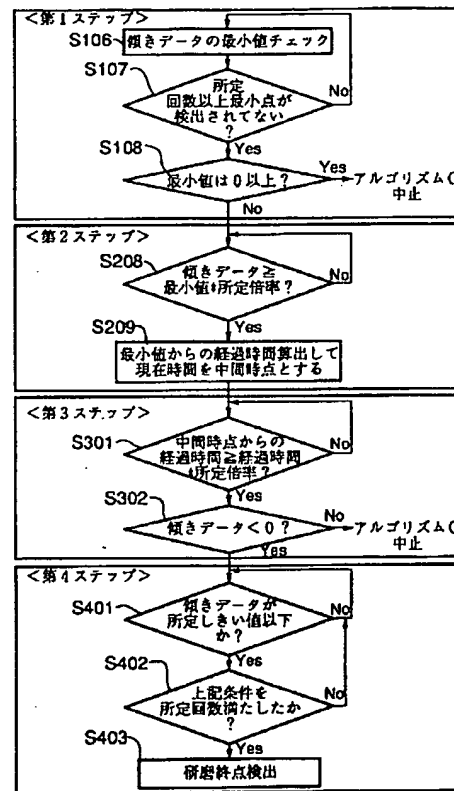 <第1ステップ>
S106
傾きデータの最小値チェック
S107
所定
回数以上最小点が
検出されてない
?
No
Yes
S108
最小値は0以上?
Yes
アルゴリズムC
中止
No
<第2ステップ>
S208
傾きデータ≧
最小値*所定倍率?
No
Yes
S209
最小値からの経過時間算出して
現在時間を中間時点とする
<第3ステップ>
S301
中間時点からの
経過時間≧経過時間
*所定倍率?
No
Yes
S302
傾きデータ<0?
No
アルゴリズムC
中止
Yes
<第4ステップ>
S401
傾きデータが
所定しきい値以下
か?
No
Yes
S402
上記条件を
所定回数満たしたか
?
No
Yes
S403
研磨終点検出